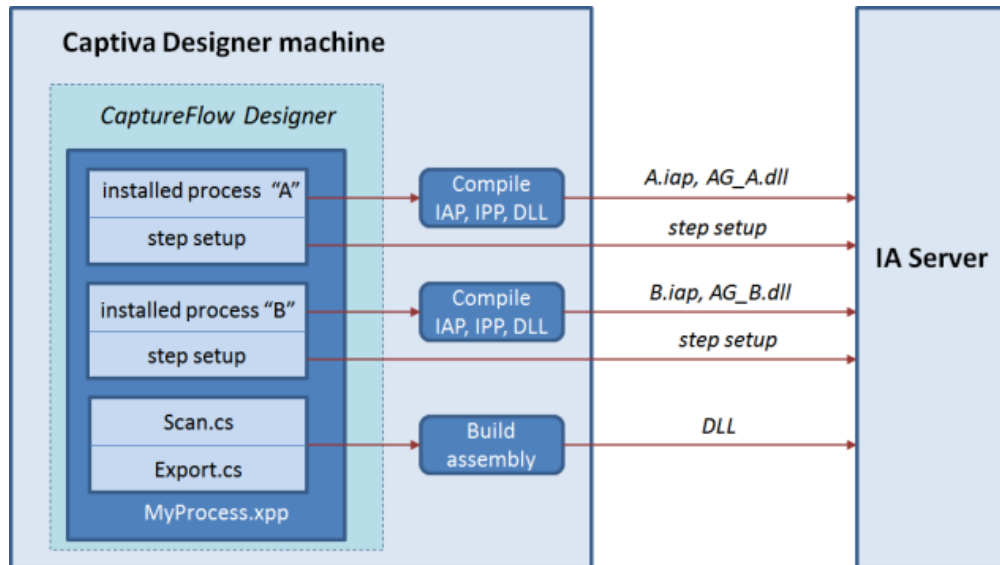 Captiva Designer machine
CaptureFlow Designer
installed process “A”
step setup
Compile
IAP, IPP, DLL
A.iap, AG_A.dll
step setup
IA Server
installed process “B”
step setup
Compile
IAP, IPP, DLL
B.iap, AG_B.dll
step setup
Scan.cs
Export.cs
Build
assembly
DLL
MyProcess.xpp